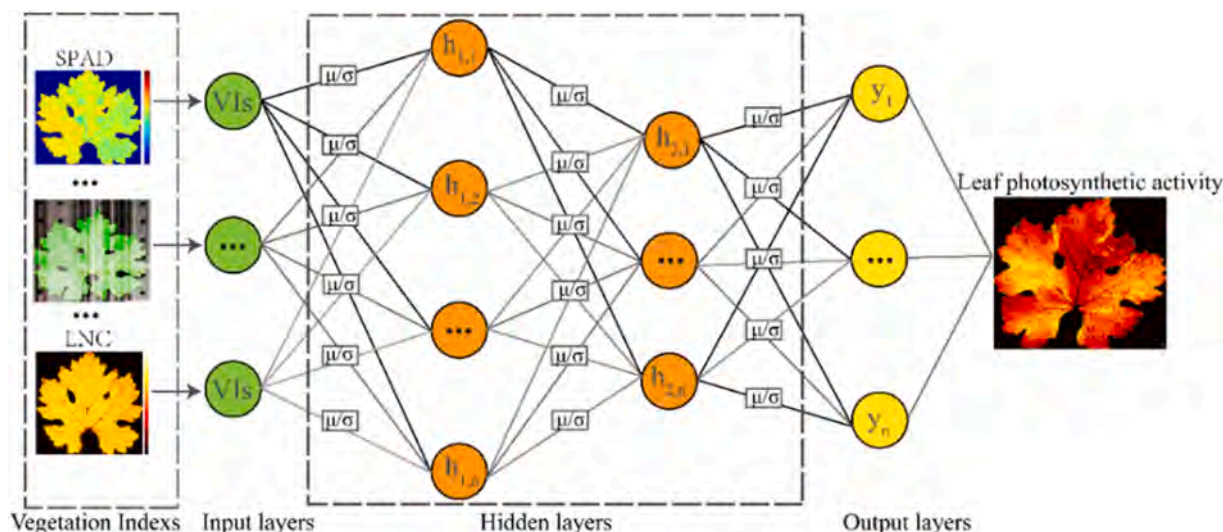 SPAD
...
...
LNC
Vegetation Indexs
VIs
...
VIs
Input layers
μ/σ
μ/σ
μ/σ
μ/σ
μ/σ
μ/σ
h1,1
h1,2
...
h1,n
μ/σ
μ/σ
μ/σ
μ/σ
μ/σ
μ/σ
h2,1
...
h2,n
Hidden layers
μ/σ
μ/σ
μ/σ
μ/σ
μ/σ
y1
...
yn
Output layers
Leaf photosynthetic activity